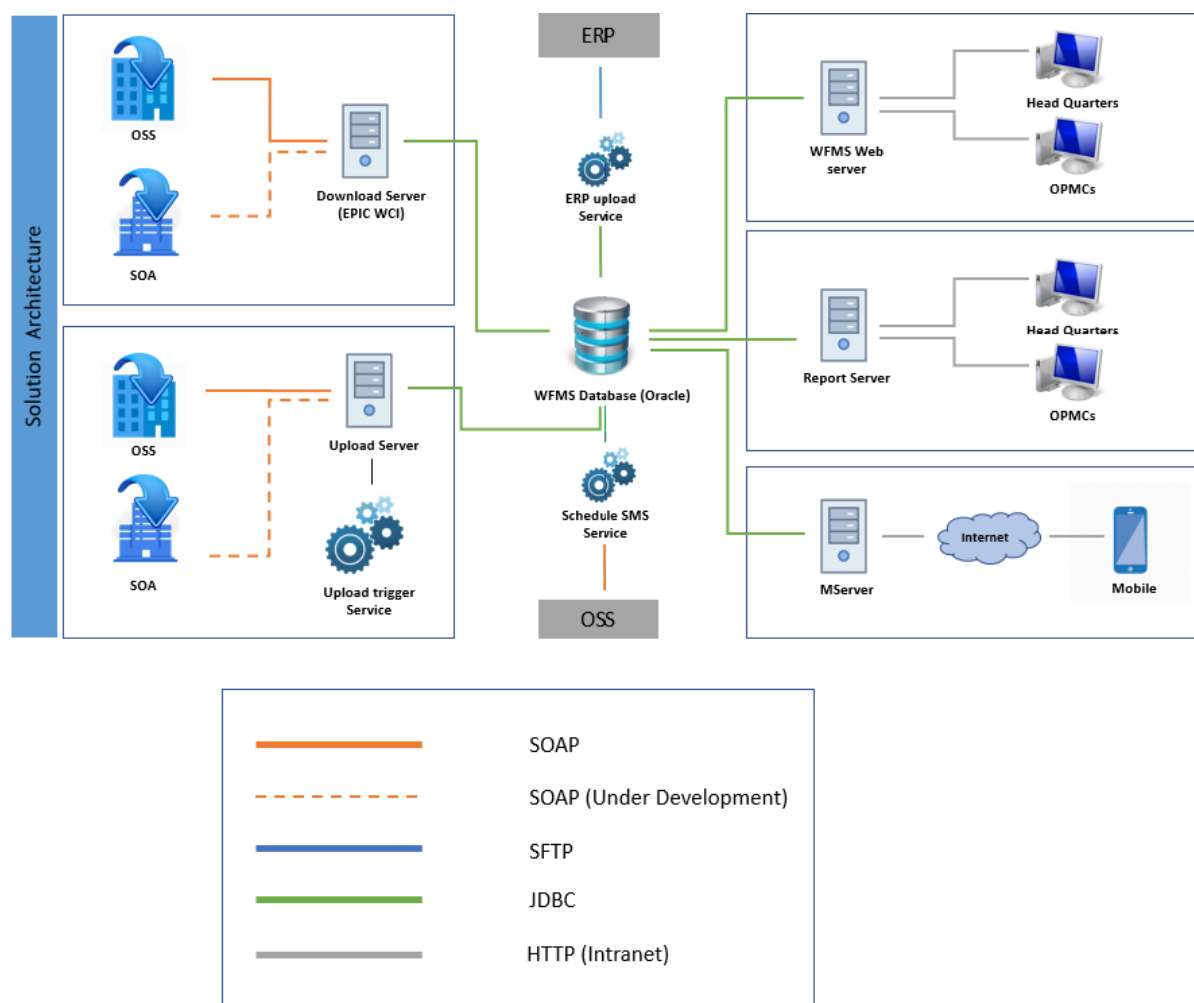 Solution Architecture
OSS
SOA
Download Server
(EPIC WCI)
OSS
SOA
Upload Server
Upload trigger
Service
ERP
ERP upload
Service
WFMS Database (Oracle)
Schedule SMS
Service
OSS
WFMS Web
server
Head Quarters
OPMCs
Report Server
Head Quarters
OPMCs
MServer
Internet
Mobile
SOAP
SOAP (Under Development)
SFTP
JDBC
HTTP (Intranet)